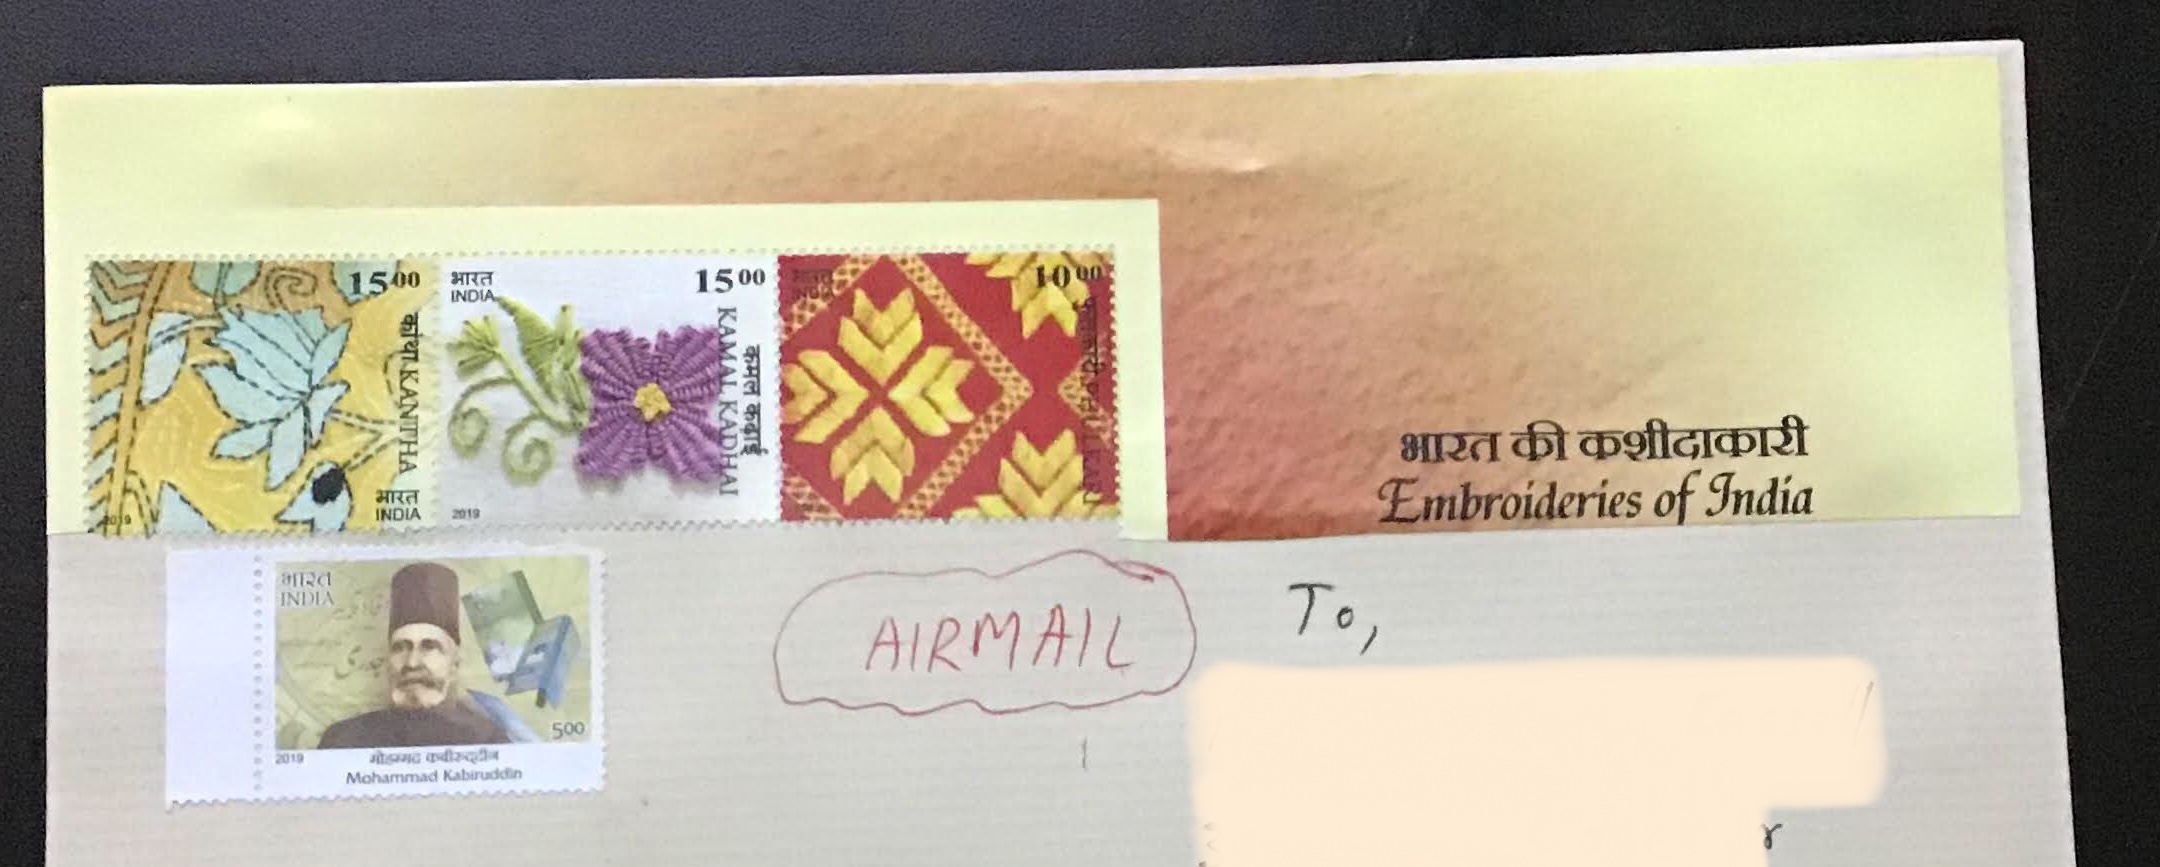 15 00
कांथा KANTHA
भारत
INDIA
2019
भारत
INDIA
15 00
KAMAL KADHAI
कमल कढ़ाई
2019
10 00
भारत की कशीदाकारी
Embroideries of India
भारत
INDIA
5 00
2019
मोहम्मद कबीरुद्दीन
Mohammad Kabiruddin
AIRMAIL
To,
r